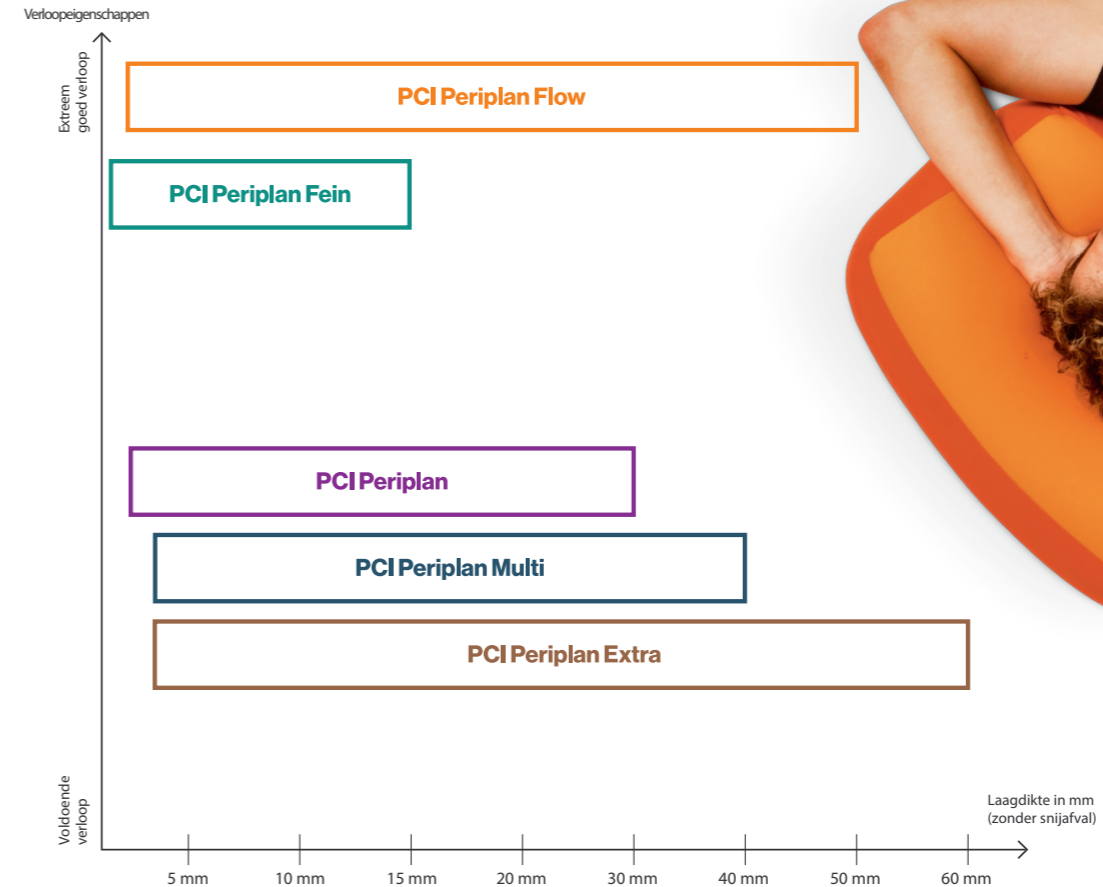 Verloopeigenschappen
Extreem
goed verloop
PCI Periplan Flow
PCI Periplan Fein
PCI Periplan
PCI Periplan Multi
PCI Periplan Extra
Voldoende
verloop
Laagdikte in mm
(zonder snijafval)
5 mm
10 mm
15 mm
20 mm
30 mm
40 mm
50 mm
60 mm